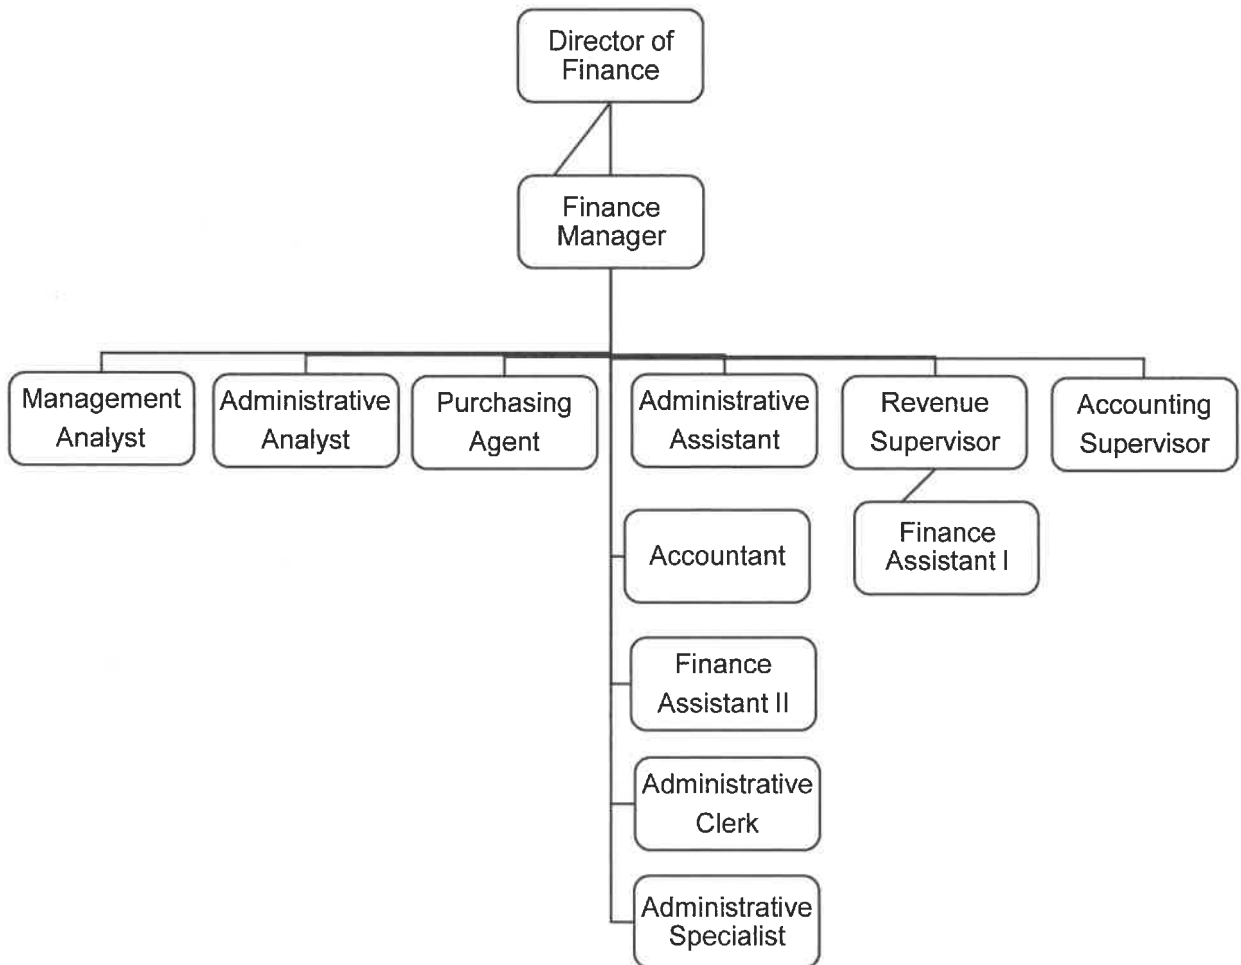 Director of
Finance
Finance
Manager
Management
Analyst
Administrative
Analyst
Purchasing
Agent
Administrative
Assistant
Revenue
Supervisor
Accounting
Supervisor
Accountant
Finance
Assistant I
Finance
Assistant II
Administrative
Clerk
Administrative
Specialist